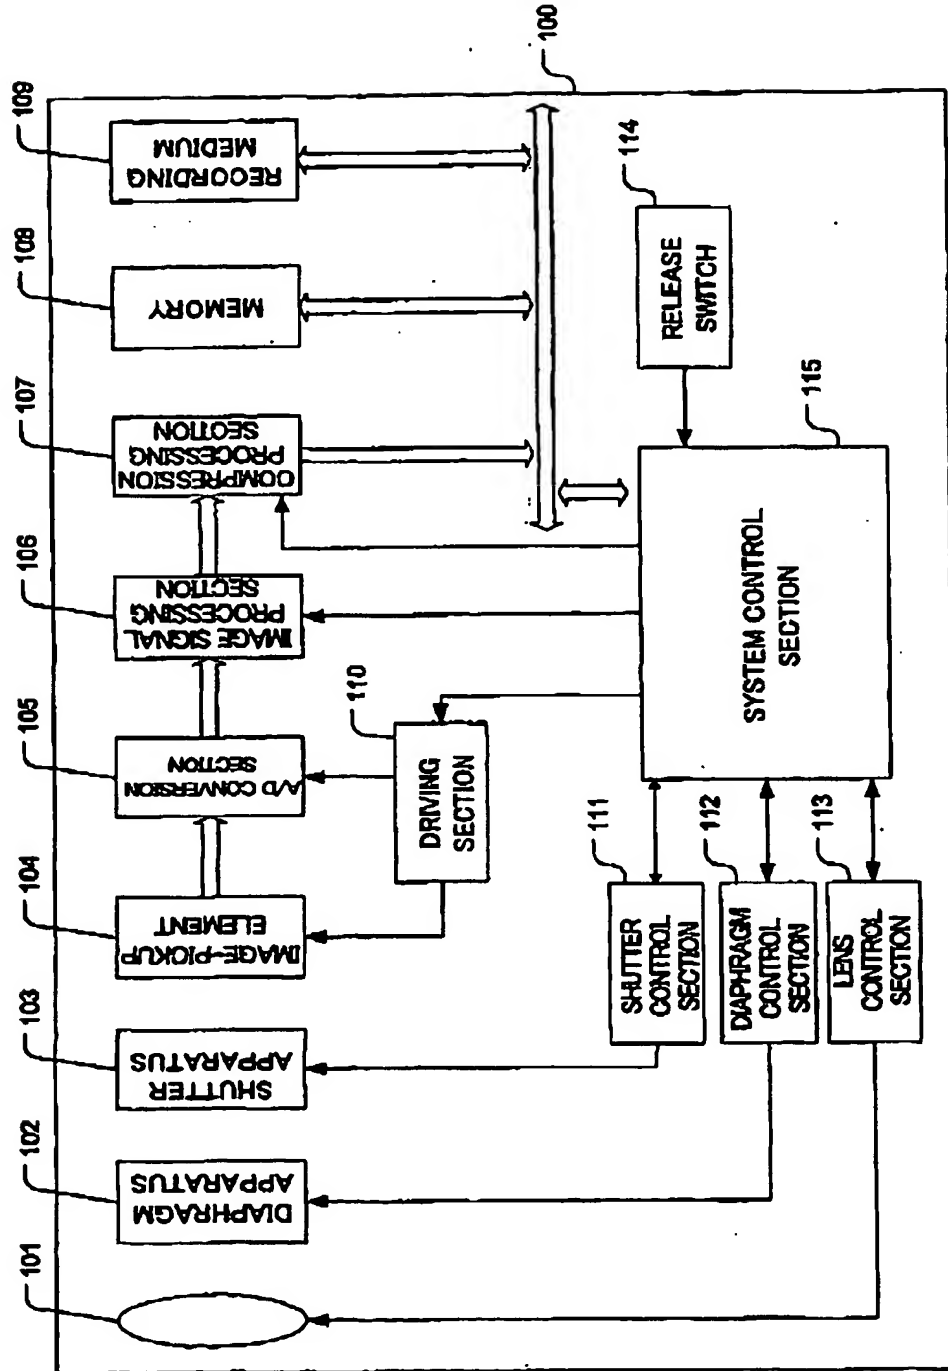 101
102
103
104
105
106
107
108
109
DIAPHRAGM
APPARATUS
SHUTTER
APPARATUS
IMAGE-PICKUP
ELEMENT
A/D CONVERSION
SECTION
IMAGE SIGNAL
PROCESSING
SECTION
COMPRESSION
PROCESSING
SECTION
MEMORY
RECORDING
MEDIUM
110
DRIVING
SECTION
100
111
SHUTTER
CONTROL
SECTION
112
DIAPHRAGM
CONTROL
SECTION
113
LENS
CONTROL
SECTION
SYSTEM CONTROL
SECTION
115
RELEASE
SWITCH
114